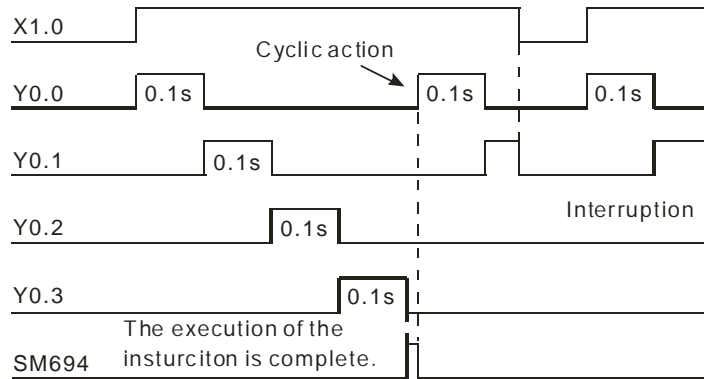 X1.0
Cyclic action
Y0.0
0.1s
0.1s
0.1s
Y0.1
0.1s
Interruption
Y0.2
0.1s
Y0.3
0.1s
The execution of the
insturciton is complete.
SM694